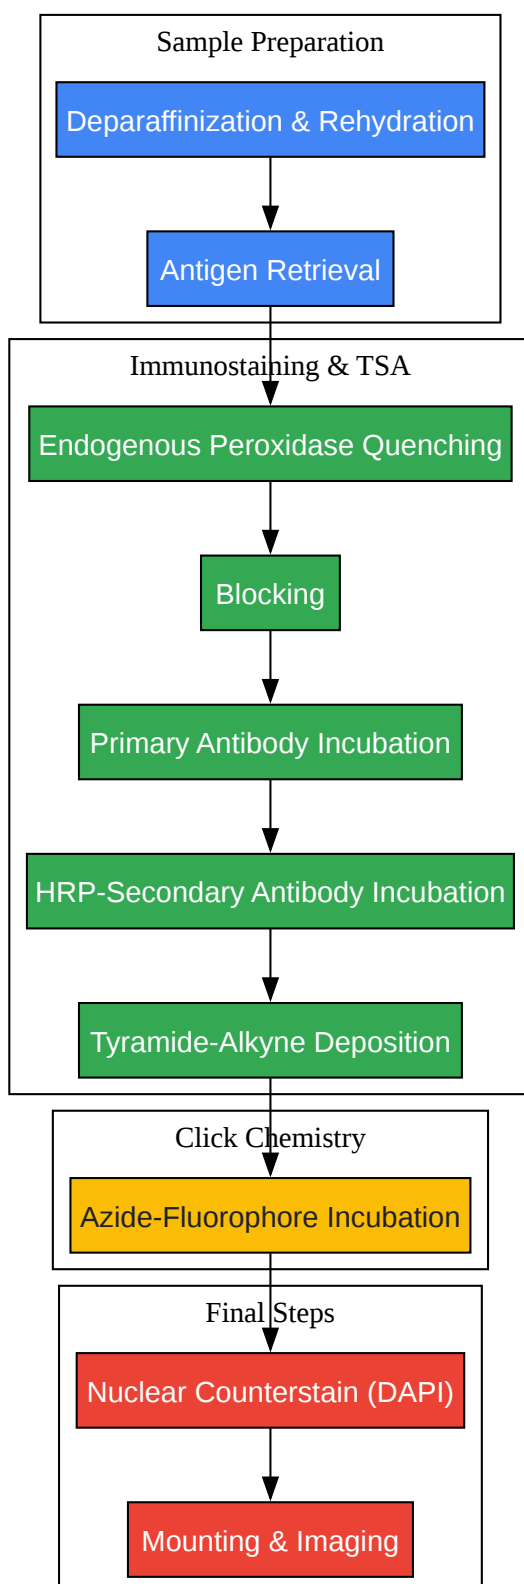 Sample Preparation
Deparaffinization & Rehydration
Antigen Retrieval
Immunostaining & TSA
Endogenous Peroxidase Quenching
Blocking
Primary Antibody Incubation
HRP-Secondary Antibody Incubation
Tyramide-Alkyne Deposition
Click Chemistry
Azide-Fluorophore Incubation
Final Steps
Nuclear Counterstain (DAPI)
Mounting & Imaging